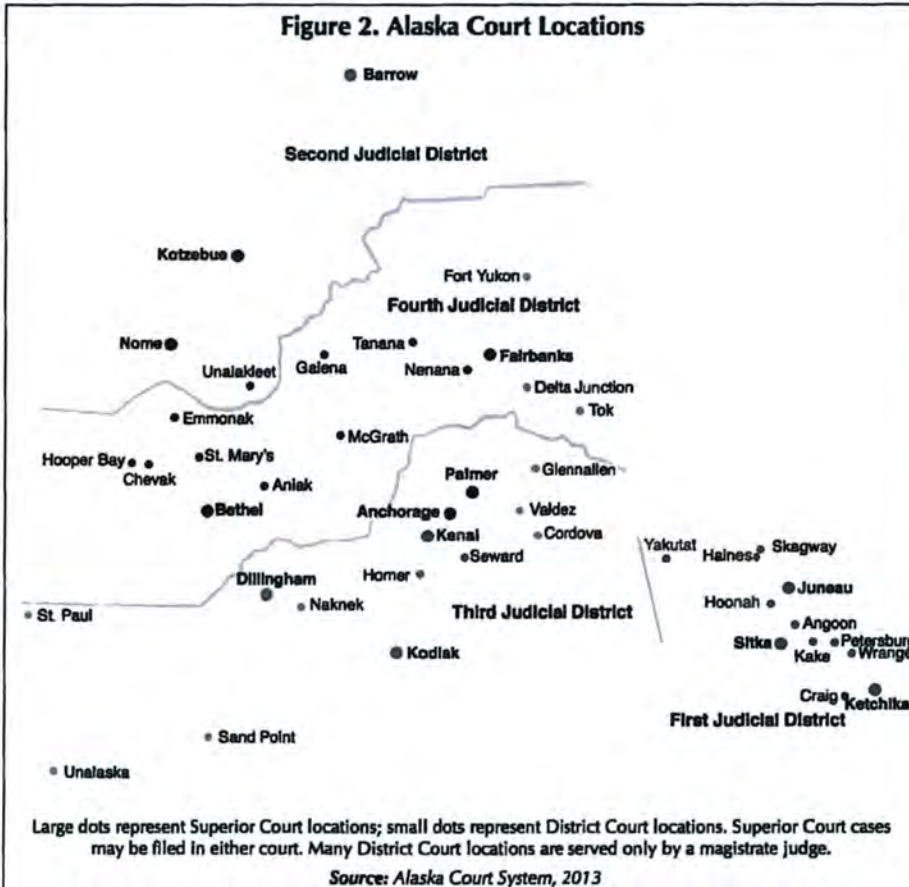 Figure 2. Alaska Court Locations
Barrow
Second Judicial District
Kotzebue
Fort Yukon
Fourth Judicial District
Nome
Tanana
Fairbanks
Galena
Nenana
Unalakleet
Delta Junction
Tok
Emmonak
McGrath
St. Mary's
Hooper Bay
Chevak
Glennallen
Palmer
Aniak
Bethel
Anchorage
Valdez
Kenai
Cordova
Seward
Yakutat
Skagway
Haines
Homer
Dillingham
Juneau
Naknek
Hoonah
St. Paul
Third Judicial District
Angoon
Sitka
Petersburg
Kake
Wrange
Kodiak
Craig
Ketchika
First Judicial District
Sand Point
Unalaska
Large dots represent Superior Court locations; small dots represent District Court locations. Superior Court cases
may be filed in either court. Many District Court locations are served only by a magistrate judge.
Source: Alaska Court System, 2013